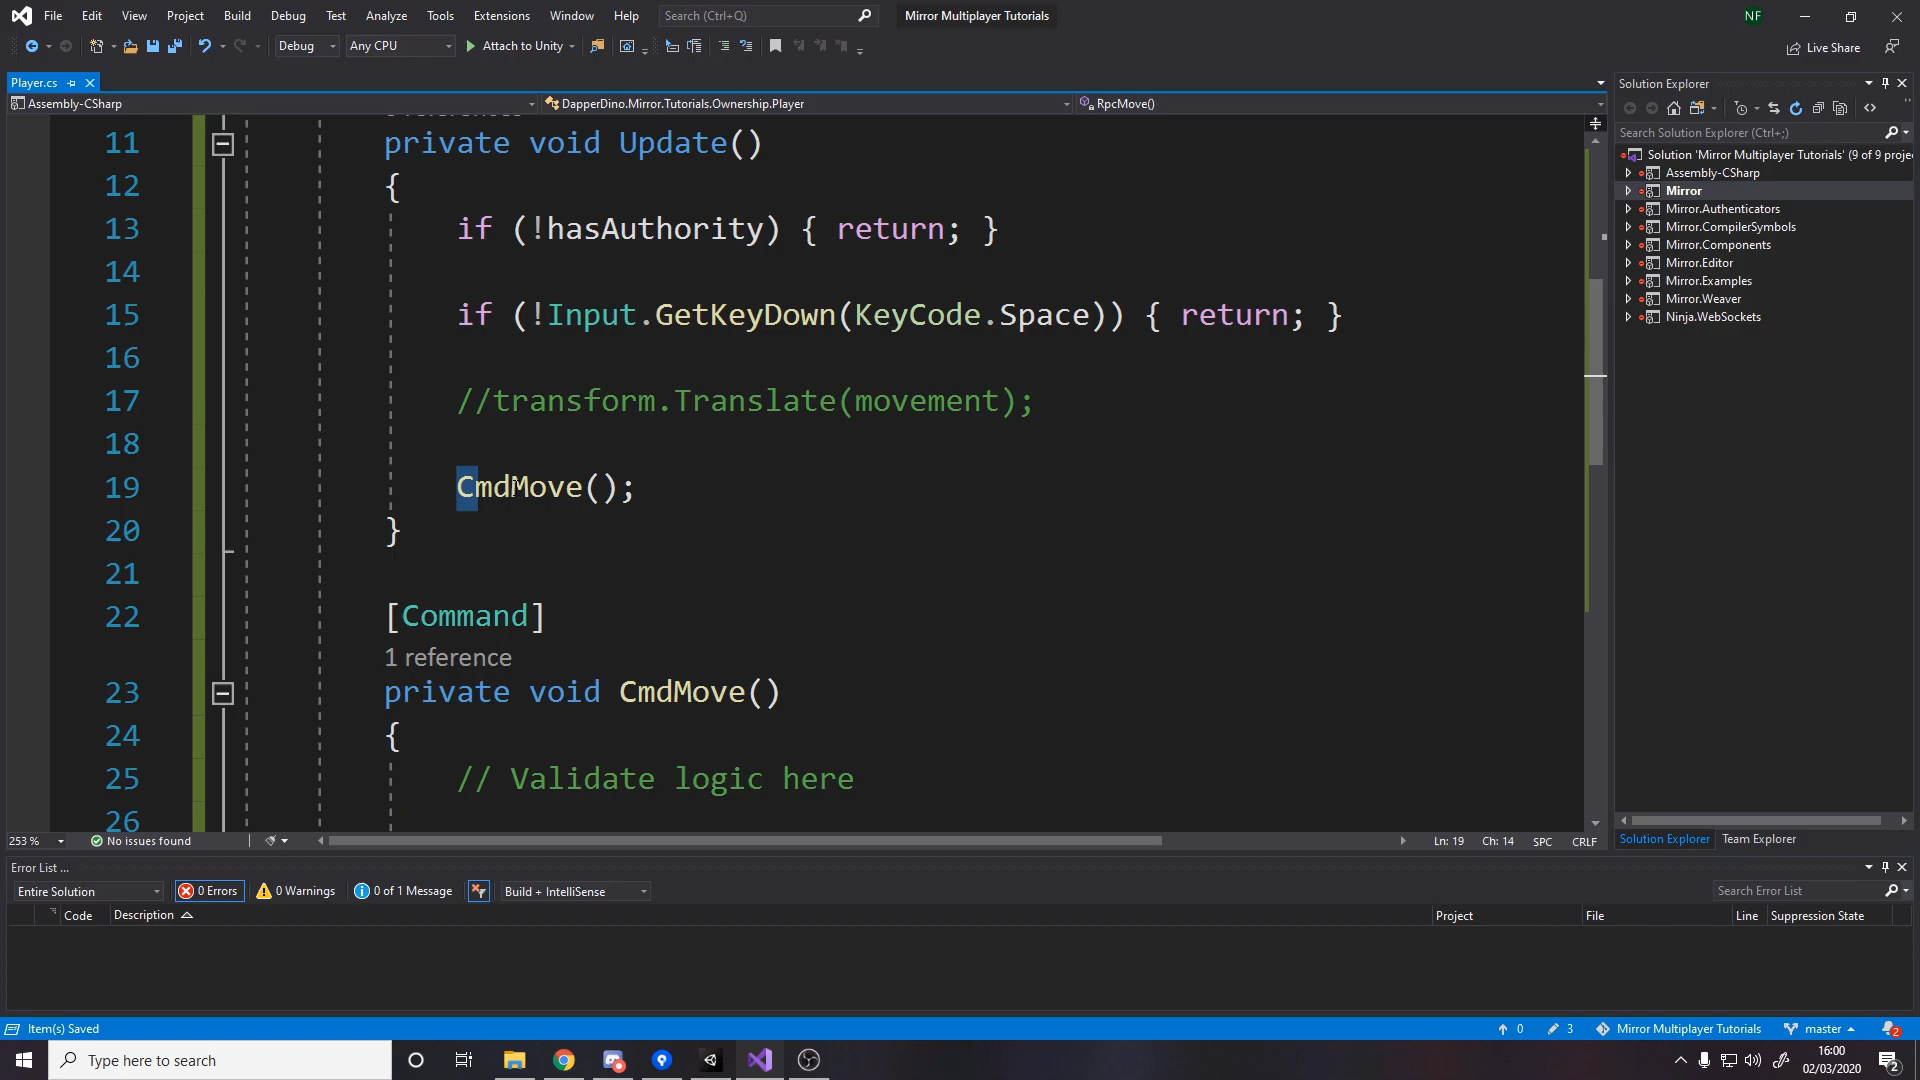 File Edit View Project Build Debug Test Analyze Tools Extensions Window Help Search (Ctrl+Q) Mirror Multiplayer Tutorials NF
Debug Any CPU Attach to Unity Live Share
Player.cs
Assembly-CSharp DapperDino.Mirror.Tutorials.Ownership.Player RpcMove()
11 private void Update()
12 {
13 if (!hasAuthority) { return; }
14
15 if (!Input.GetKeyDown(KeyCode.Space)) { return; }
16
17 //transform.Translate(movement);
18
19 CmdMove();
20 }
21
22 [Command]
1 reference
23 private void CmdMove()
24 {
25 // Validate logic here
26
253 % No issues found Ln: 19 Ch: 14 SPC CRLF
Solution Explorer
Search Solution Explorer (Ctrl+;)
Solution 'Mirror Multiplayer Tutorials' (9 of 9 proje
Assembly-CSharp
Mirror
Mirror.Authenticators
Mirror.CompilerSymbols
Mirror.Components
Mirror.Editor
Mirror.Examples
Mirror.Weaver
Ninja.WebSockets
Solution Explorer Team Explorer
Error List ...
Entire Solution 0 Errors 0 Warnings 0 of 1 Message Build + IntelliSense Search Error List
Code Description Project File Line Suppression State
Item(s) Saved 0 3 Mirror Multiplayer Tutorials master 2
Type here to search 16:00
02/03/2020 2